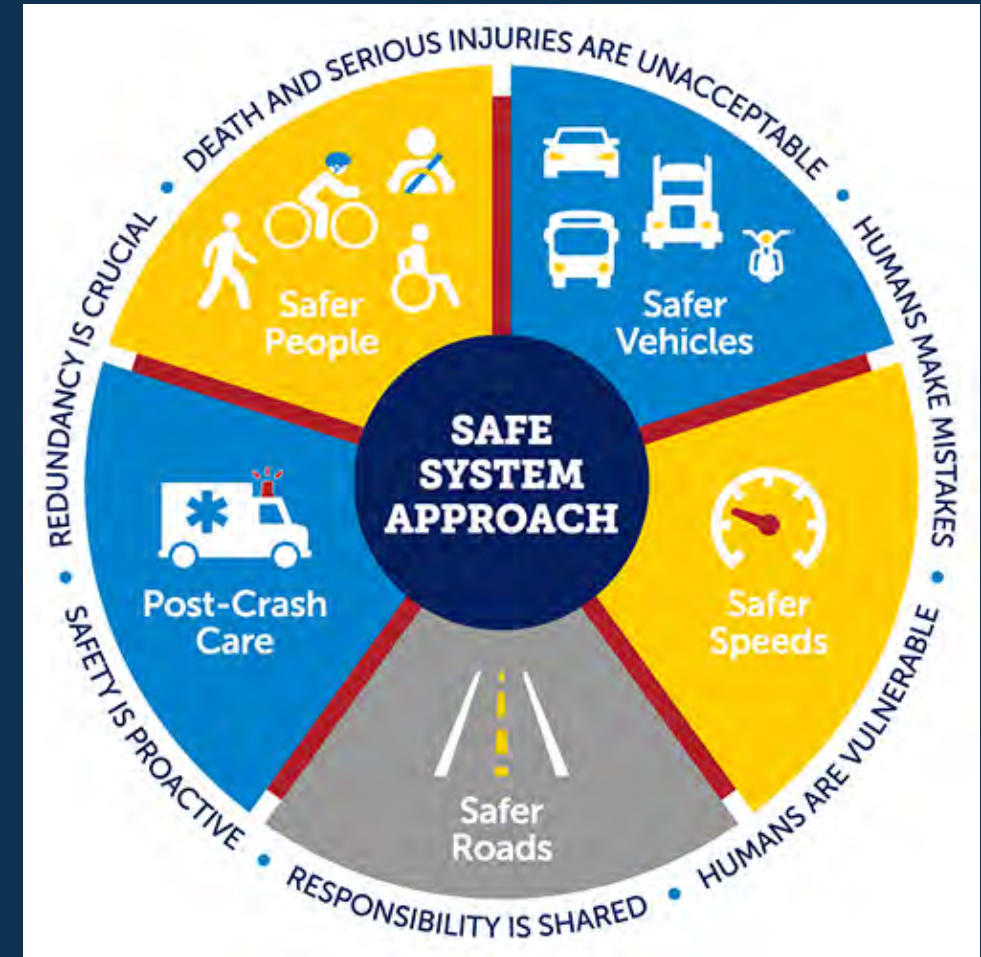 DEATH AND SERIOUS INJURIES ARE UNACCEPTABLE
HUMANS MAKE MISTAKES
HUMANS ARE VULNERABLE
RESPONSIBILITY IS SHARED
SAFETY IS PROACTIVE
REDUNDANCY IS CRUCIAL
Safer
People
Safer
Vehicles
SAFE
SYSTEM
APPROACH
Post-Crash
Care
Safer
Speeds
Safer
Roads